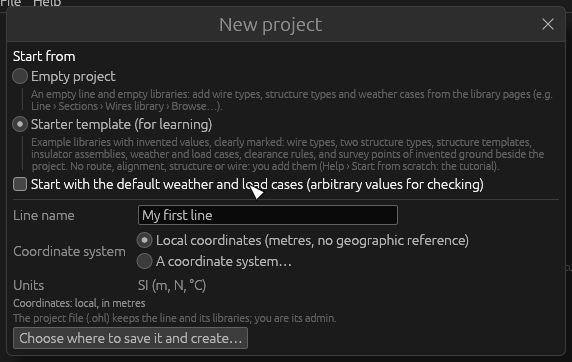 File Help
New project
Start from
Empty project
An empty line and empty libraries: add wire types, structure types and weather cases from the library pages (e.g.
Line › Sections › Wires library › Browse…).
Starter template (for learning)
Example libraries with invented values, clearly marked: wire types, two structure types, structure templates,
insulator assemblies, weather and load cases, clearance rules, and survey points of invented ground beside the
project. No route, alignment, structure or wire: you add them (Help › Start from scratch: the tutorial).
Start with the default weather and load cases (arbitrary values for checking)
Line name My first line
Coordinate system Local coordinates (metres, no geographic reference)
A coordinate system…
Units SI (m, N, °C)
Coordinates: local, in metres
The project file (.ohl) keeps the line and its libraries; you are its admin.
Choose where to save it and create…